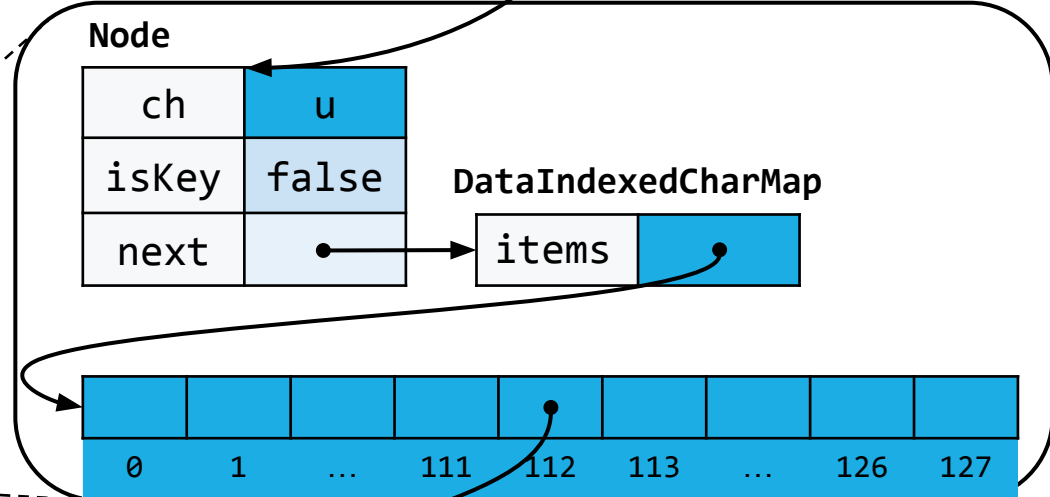 Node
ch u
isKey false
DataIndexedCharMap
next
items
0 1 … 111 112 113 … 126 127